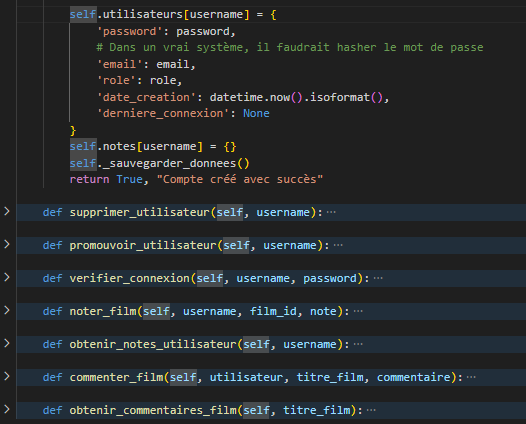 self.utilisateurs[username] = {
'password': password,
# Dans un vrai système, il faudrait hasher le mot de passe
'email': email,
'role': role,
'date_creation': datetime.now().isoformat(),
'derniere_connexion': None
}
self.notes[username] = {}
self._sauvegarder_donnees()
return True, "Compte créé avec succès"
def supprimer_utilisateur(self, username):···
def promouvoir_utilisateur(self, username):···
def verifier_connexion(self, username, password):···
def noter_film(self, username, film_id, note):···
def obtenir_notes_utilisateur(self, username):···
def commenter_film(self, utilisateur, titre_film, commentaire):···
def obtenir_commentaires_film(self, titre_film):···